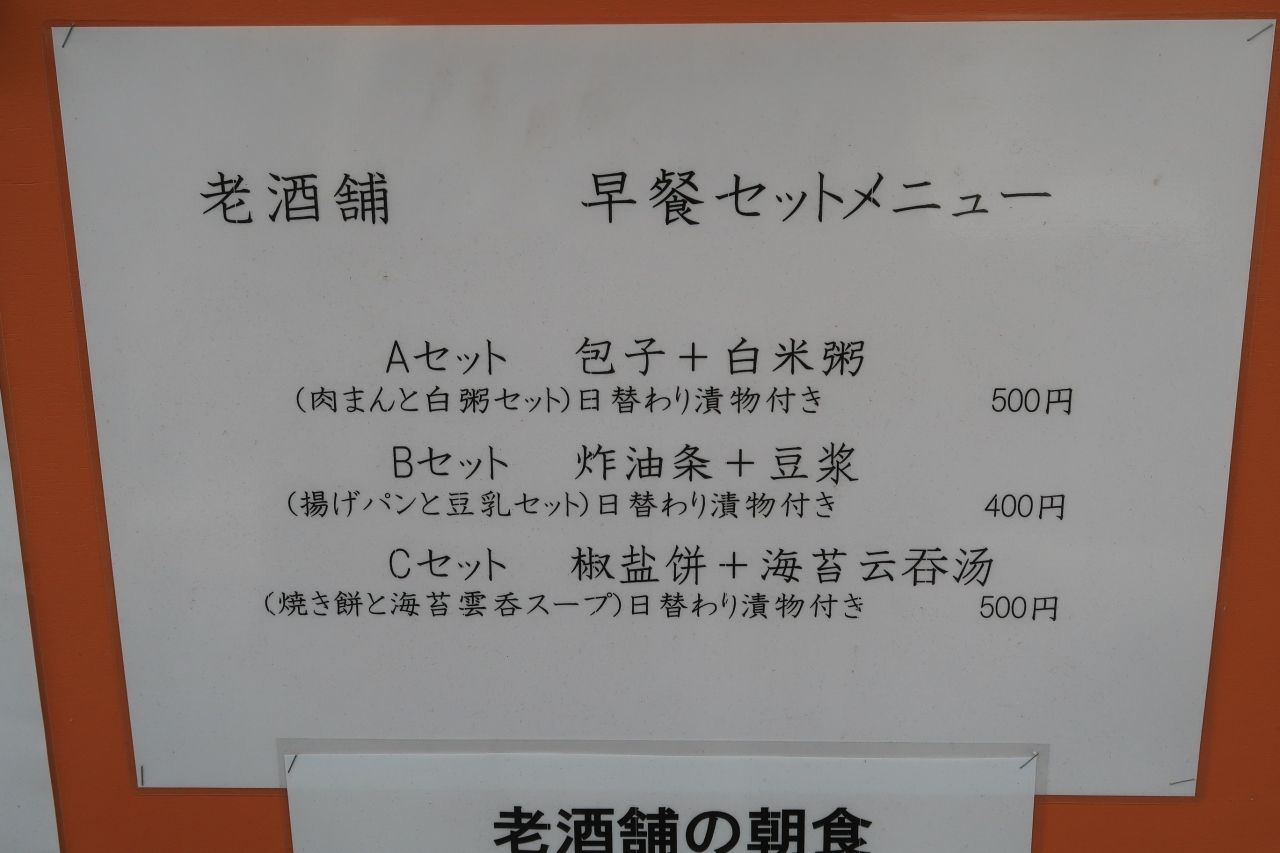 老酒舗 早餐セットメニュー
Aセット 包子＋白米粥
（肉まんと白粥セット）日替わり漬物付き 500円
Bセット 炸油条＋豆浆
（揚げパンと豆乳セット）日替わり漬物付き 400円
Cセット 椒盐饼＋海苔云吞汤
（焼き餅と海苔雲呑スープ）日替わり漬物付き 500円
老酒舗の朝食